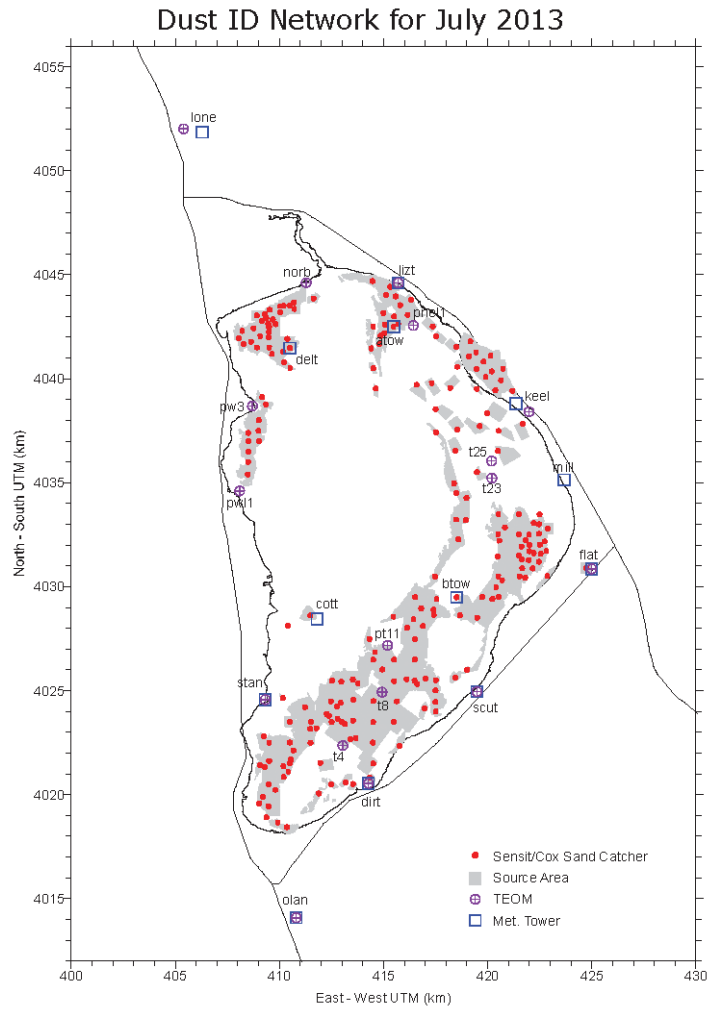 Dust ID Network for July 2013
4055
lone
4050
4045
norb
lizt
pnel1
atow
delt
4040
keel
pw3
t25
mill
4035
t23
pwl1
flat
4030
btow
cott
pt11
stan
4025
t8
scut
t4
4020
dirt
Sensit/Cox Sand Catcher
Source Area
TEOM
4015
olan
Met. Tower
400
405
410
415
420
425
430
East - West UTM (km)
North - South UTM (km)